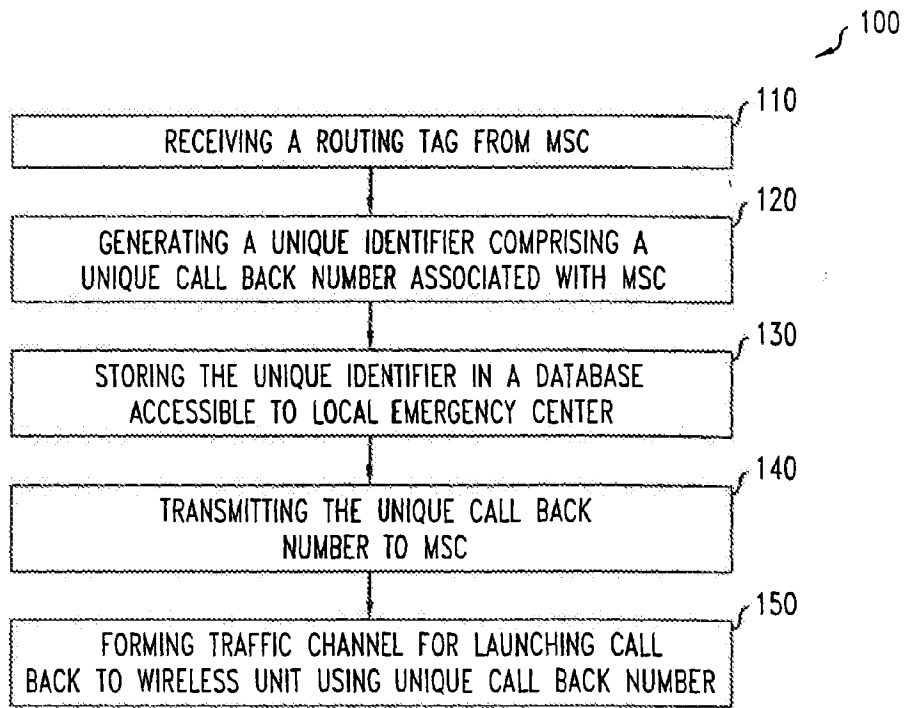 100
110
RECEIVING A ROUTING TAG FROM MSC
120
GENERATING A UNIQUE IDENTIFIER COMPRISING A
UNIQUE CALL BACK NUMBER ASSOCIATED WITH MSC
130
STORING THE UNIQUE IDENTIFIER IN A DATABASE
ACCESSIBLE TO LOCAL EMERGENCY CENTER
140
TRANSMITTING THE UNIQUE CALL BACK
NUMBER TO MSC
150
FORMING TRAFFIC CHANNEL FOR LAUNCHING CALL
BACK TO WIRELESS UNIT USING UNIQUE CALL BACK NUMBER